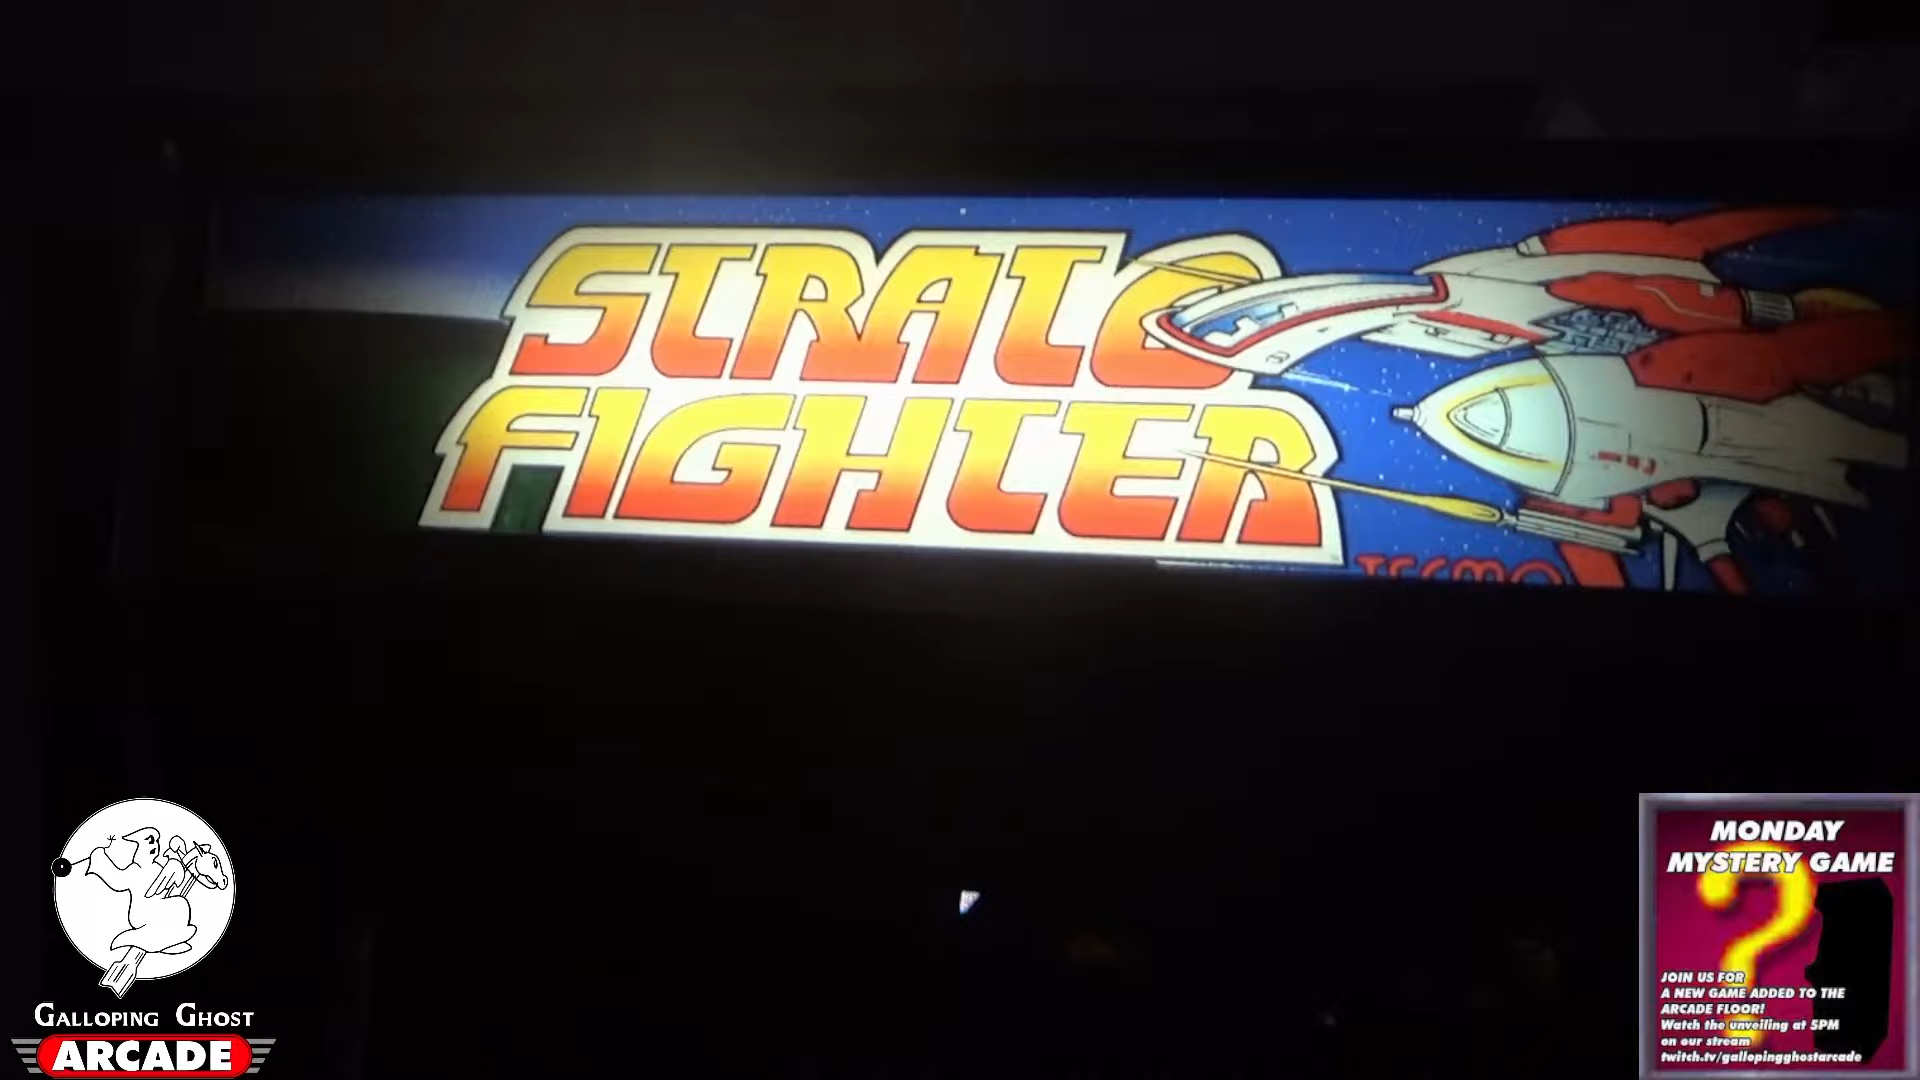 STRATO
FIGHTER
TECMO
GALLOPING GHOST
ARCADE
MONDAY
MYSTERY GAME
?
JOIN US FOR
A NEW GAME ADDED TO THE
ARCADE FLOOR!
Watch the unveiling at 5PM
on our stream
twitch.tv/gallopingghostarcade